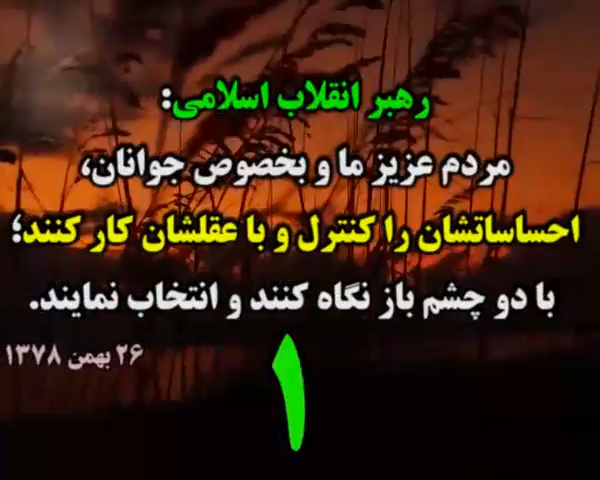 رهبر انقلاب اسلامی:
مردم عزیز ما و بخصوص جوانان،
احساساتشان را کنترل و با عقلشان کار کنند؛
با دو چشم باز نگاه کنند و انتخاب نمایند.
۲۶ بهمن ۱۳۷۸
۱